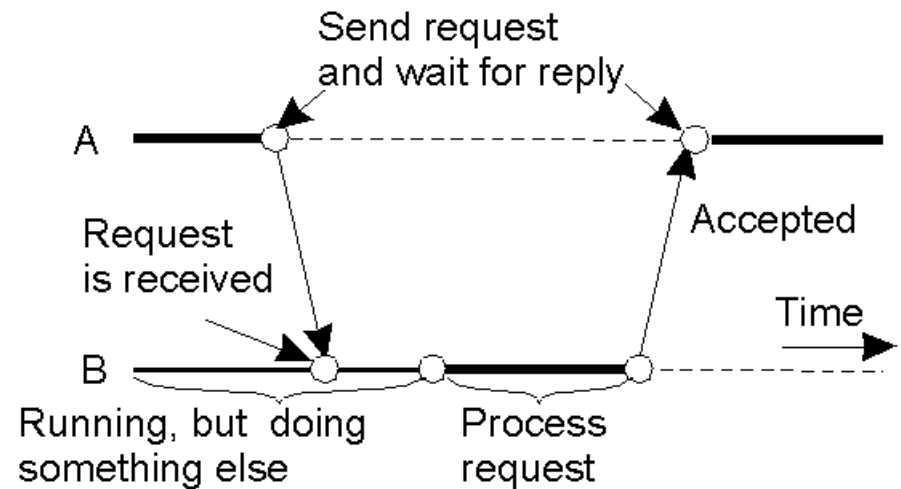 Send request
and wait for reply
A
Accepted
Request
is received
Time
B
Running, but doing
something else
Process
request